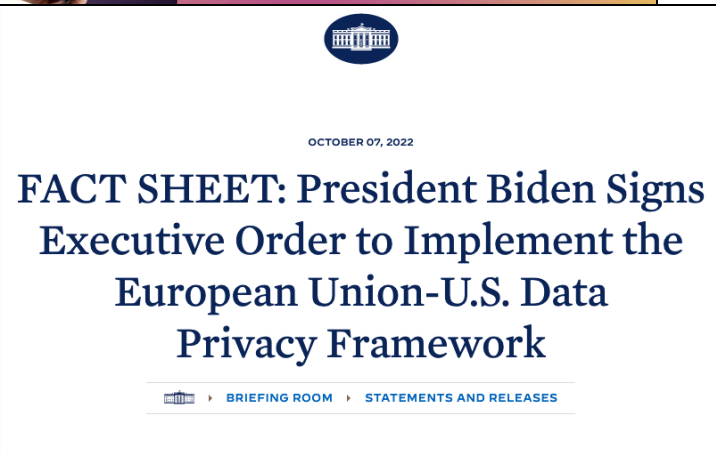 OCTOBER 07, 2022
FACT SHEET: President Biden Signs
Executive Order to Implement the
European Union-U.S. Data
Privacy Framework
BRIEFING ROOM STATEMENTS AND RELEASES